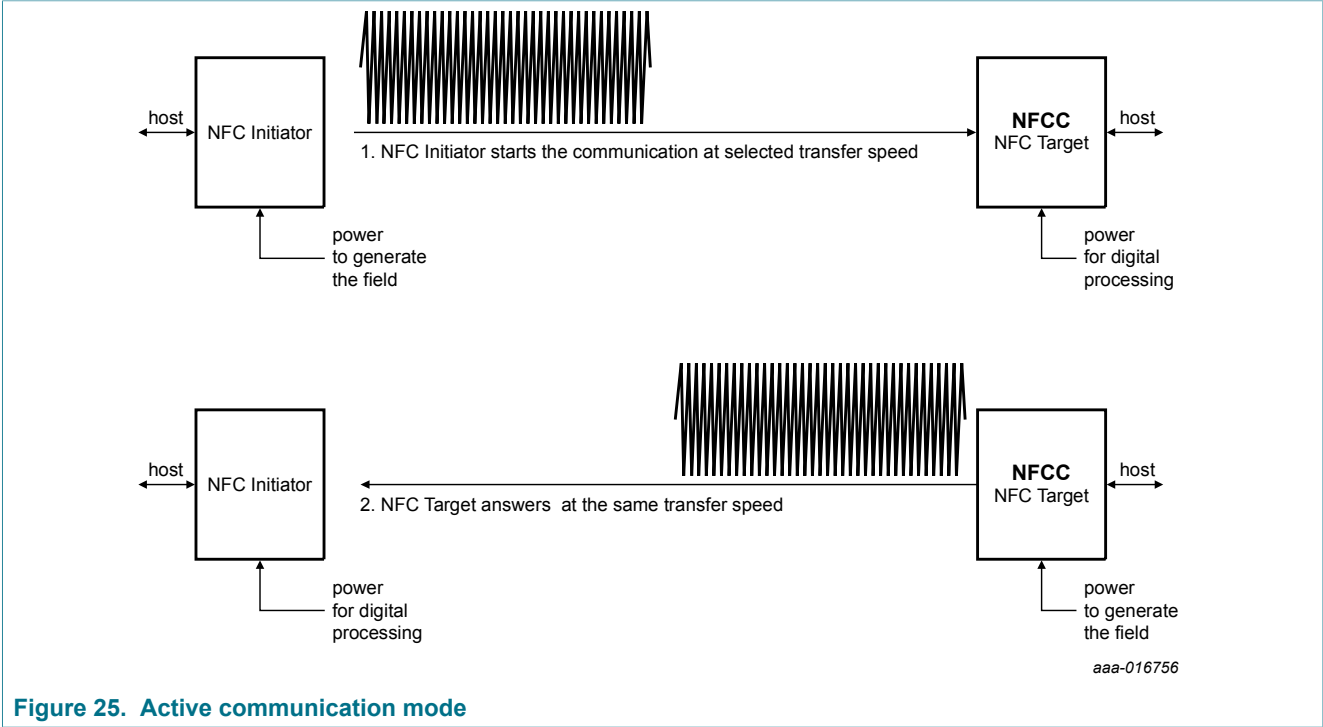 host
NFC Initiator
1. NFC Initiator starts the communication at selected transfer speed
NFCC
NFC Target
host
power
to generate
the field
power
for digital
processing
host
NFC Initiator
2. NFC Target answers  at the same transfer speed
NFCC
NFC Target
host
power
for digital
processing
power
to generate
the field
aaa-016756
Figure 25.  Active communication mode